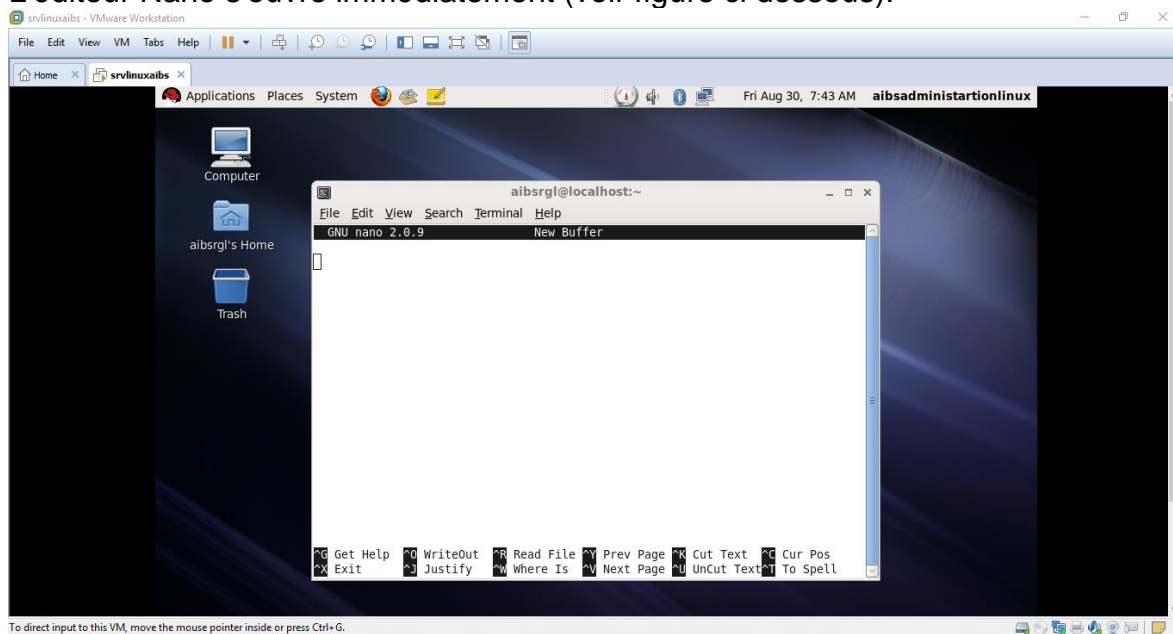 L'éditeur Nano s'ouvre immédiatement (voir figure ci-dessous).
srvlinuxaibs - VMware Workstation
File Edit View VM Tabs Help
Home srvlinuxaibs
Applications Places System Fri Aug 30, 7:43 AM aibsadministartionlinux
Computer
aibsrgl's Home
Trash
aibsrgl@localhost:~
File Edit View Search Terminal Help
GNU nano 2.0.9 New Buffer
^G Get Help ^O WriteOut ^R Read File ^Y Prev Page ^K Cut Text ^C Cur Pos
^X Exit ^J Justify ^W Where Is ^V Next Page ^U UnCut Text ^T To Spell
To direct input to this VM, move the mouse pointer inside or press Ctrl+G.